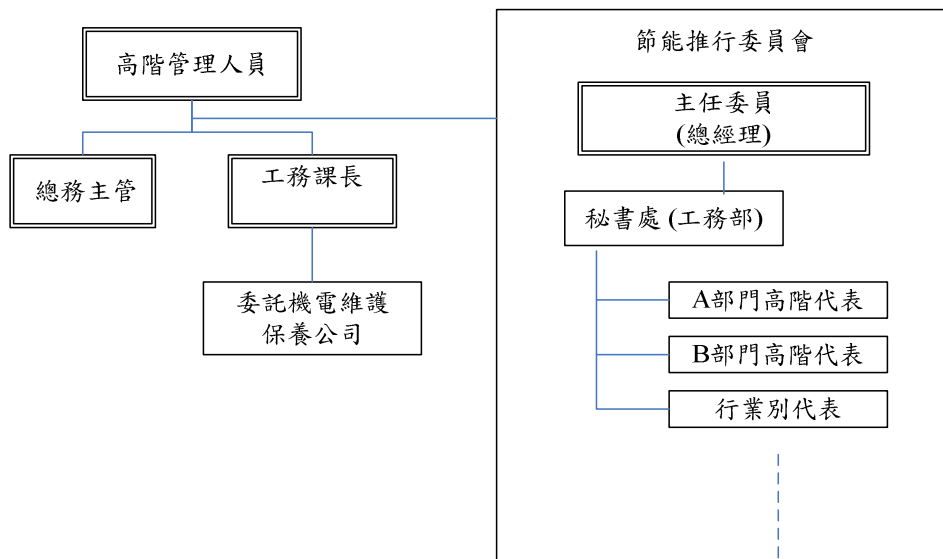 高階管理人員
總務主管
工務課長
委託機電維護
保養公司
節能推行委員會
主任委員
(總經理)
秘書處 (工務部)
A部門高階代表
B部門高階代表
行業別代表